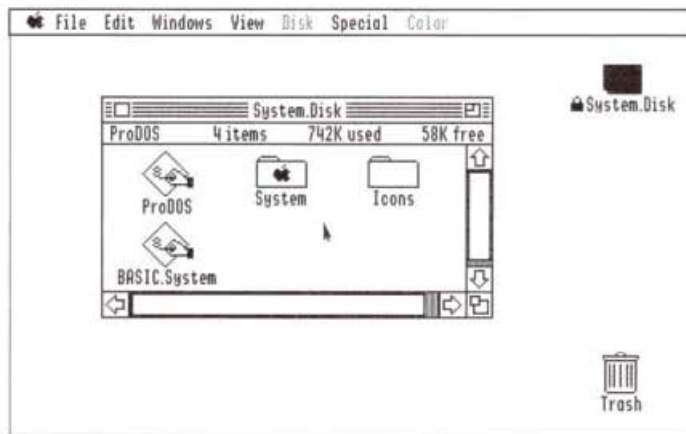 File Edit Windows View Disk Special Color
System.Disk
System.Disk
ProDOS 4 items 742K used 58K free
ProDOS System Icons
BASIC.System
Trash